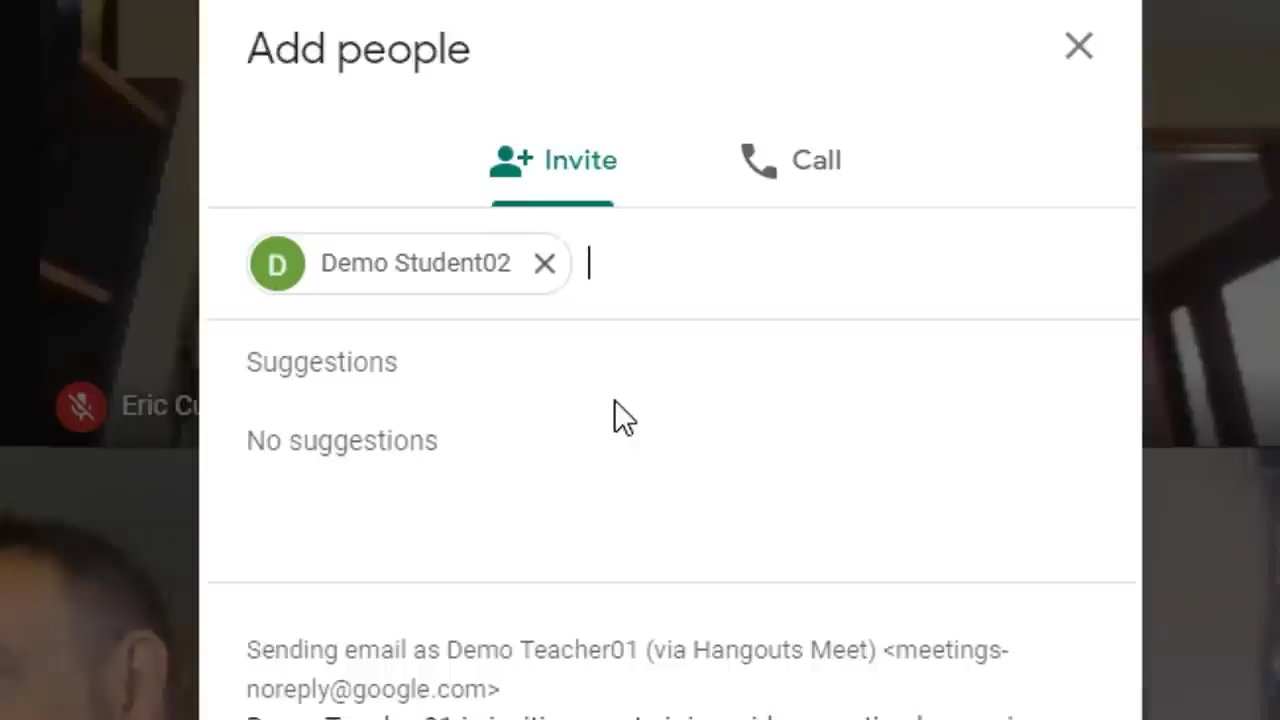 Add people
Invite
Call
D
Demo Student02
Suggestions
Eric
No suggestions
Sending email as Demo Teacher01 (via Hangouts Meet) <meetings-
noreply@google.com>